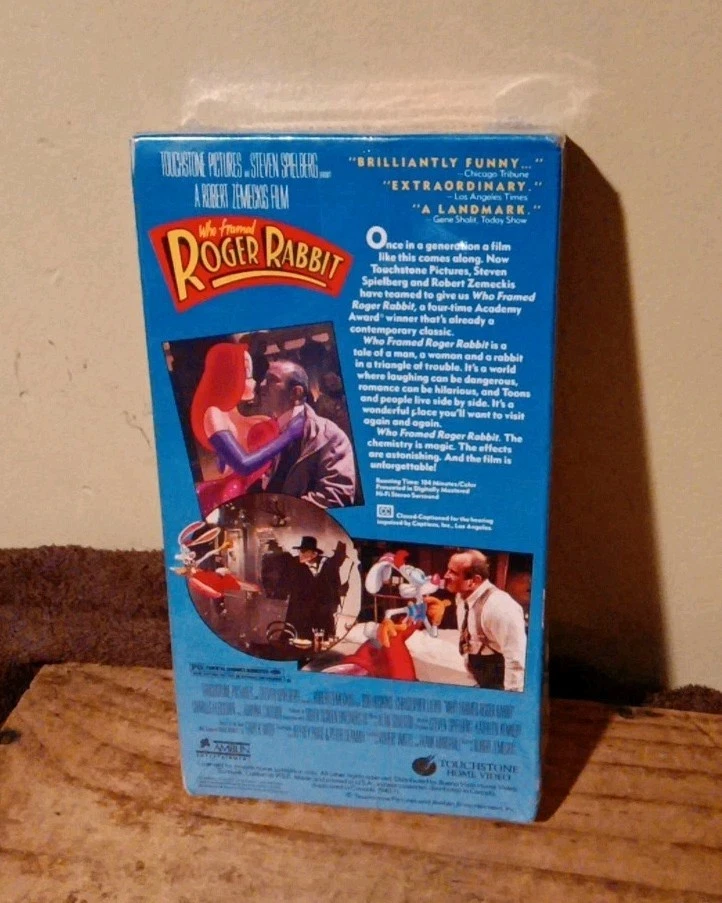 TOUCHSTONE PICTURES AND STEVEN SPIELBERG PRESENT
A ROBERT ZEMECKIS FILM
Who Framed
ROGER RABBIT
"BRILLIANTLY FUNNY..."
—Chicago Tribune
"EXTRAORDINARY."
—Los Angeles Times
"A LANDMARK."
Gene Shalit, Today Show
Once in a generation a film
like this comes along. Now
Touchstone Pictures, Steven
Spielberg and Robert Zemeckis
have teamed to give us Who Framed
Roger Rabbit, a four-time Academy
Award® winner that's already a
contemporary classic.
Who Framed Roger Rabbit is a
tale of a man, a woman and a rabbit
in a triangle of trouble. It's a world
where laughing can be dangerous,
romance can be hilarious, and Toons
and people live side by side. It's a
wonderful place you'll want to visit
again and again.
Who Framed Roger Rabbit. The
chemistry is magic. The effects
are astonishing. And the film is
unforgettable!
Running Time: 104 Minutes/Color
Presented in Digitally Mastered
Hi-Fi Stereo Surround
CC Closed-Captioned for the hearing
impaired by Captions, Inc., Los Angeles
PG
AMBLIN
ENTERTAINMENT
TOUCHSTONE
HOME VIDEO